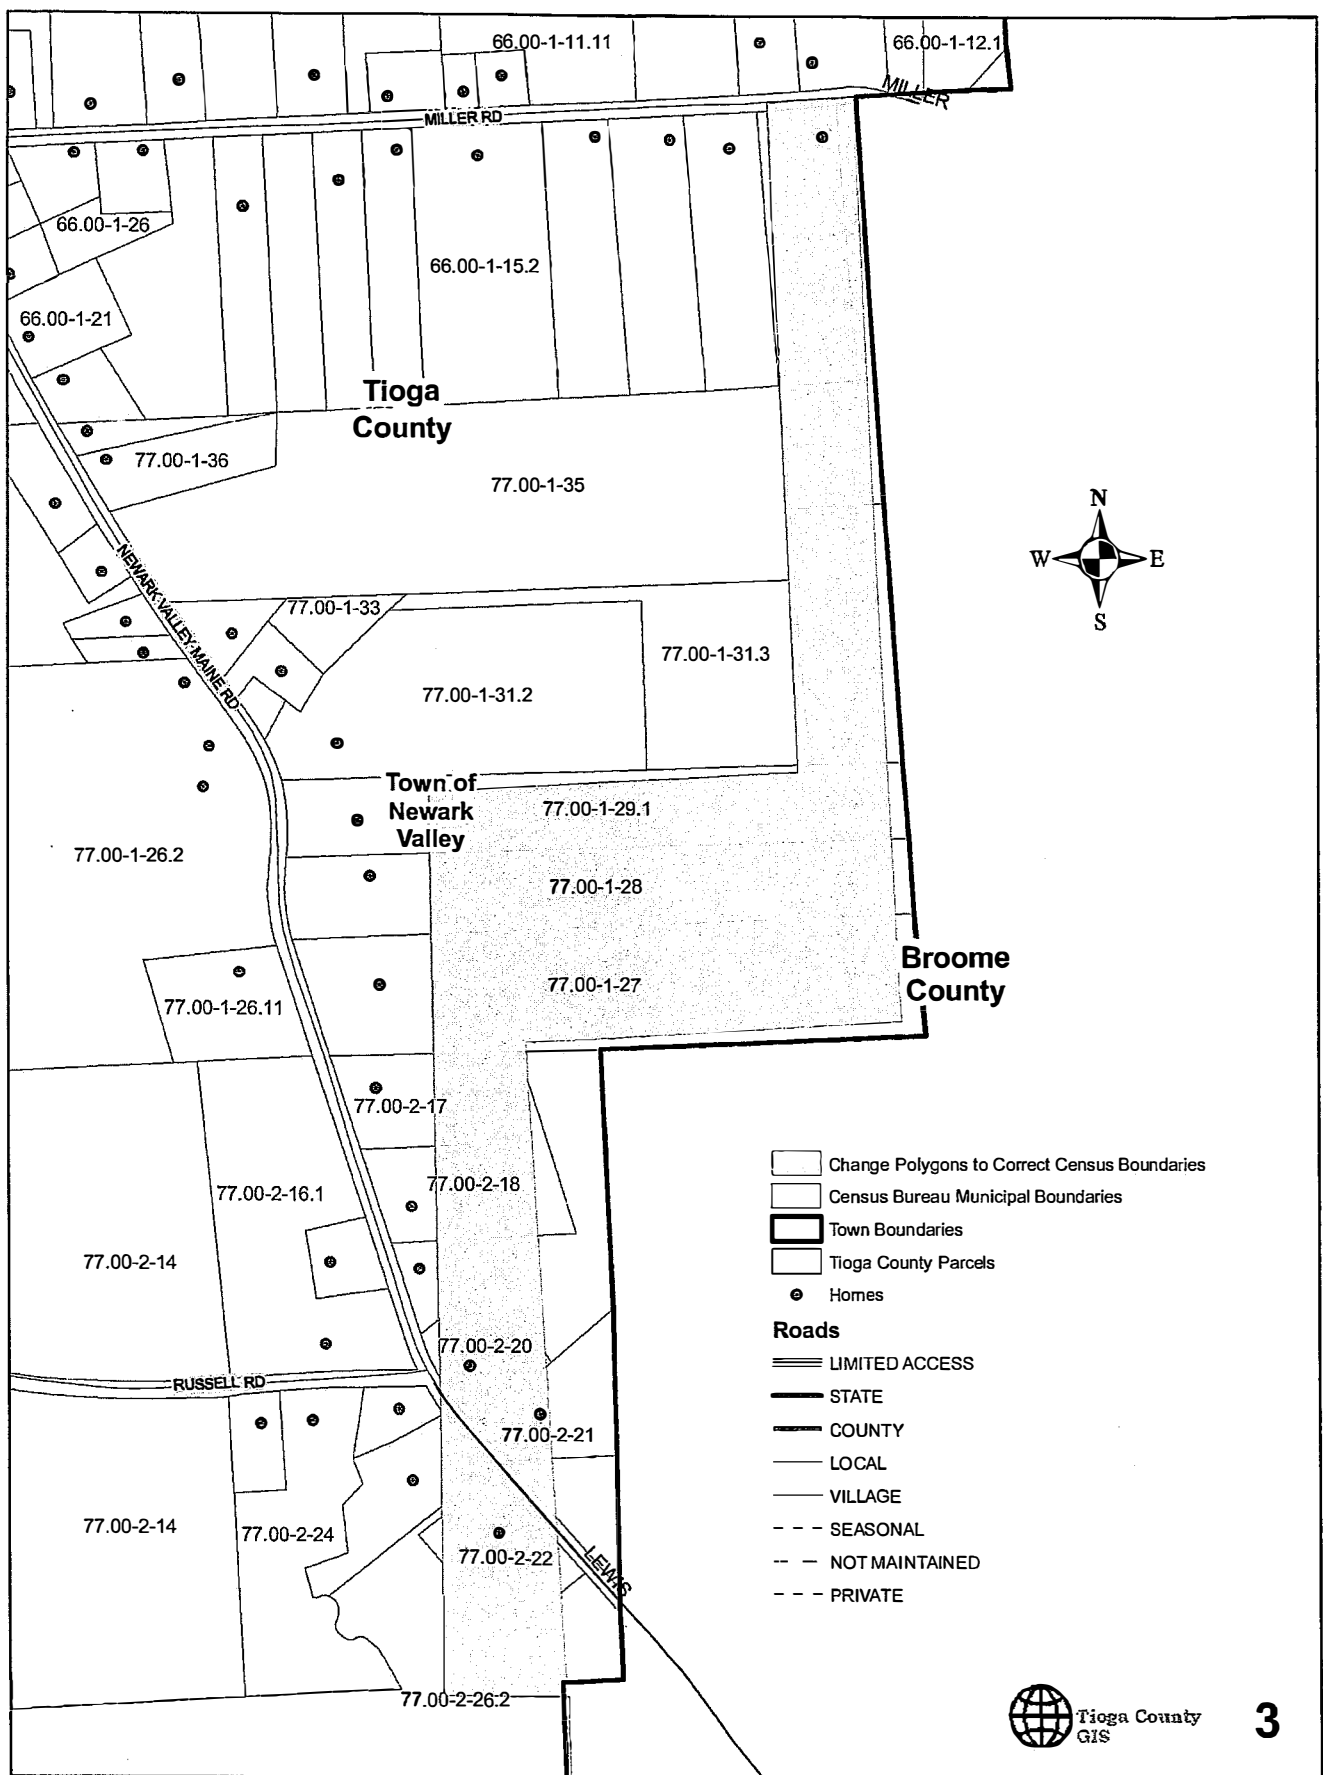 66.00-1-11.11
66.00-1-12.1
MILLER
MILLER RD
66.00-1-26
66.00-1-15.2
66.00-1-21
Tioga
County
77.00-1-36
77.00-1-35
N
W
E
S
NEWARK VALLEY-MAINE RD
77.00-1-33
77.00-1-31.3
77.00-1-31.2
Town of
Newark
Valley
77.00-1-29.1
77.00-1-26.2
77.00-1-28
Broome
County
77.00-1-27
77.00-1-26.11
77.00-2-17
77.00-2-18
77.00-2-16.1
77.00-2-14
77.00-2-20
RUSSELL RD
77.00-2-21
77.00-2-14
77.00-2-24
77.00-2-22
LEWIS
77.00-2-26.2
Change Polygons to Correct Census Boundaries
Census Bureau Municipal Boundaries
Town Boundaries
Tioga County Parcels
Homes
Roads
LIMITED ACCESS
STATE
COUNTY
LOCAL
VILLAGE
SEASONAL
NOT MAINTAINED
PRIVATE
Tioga County
GIS
3